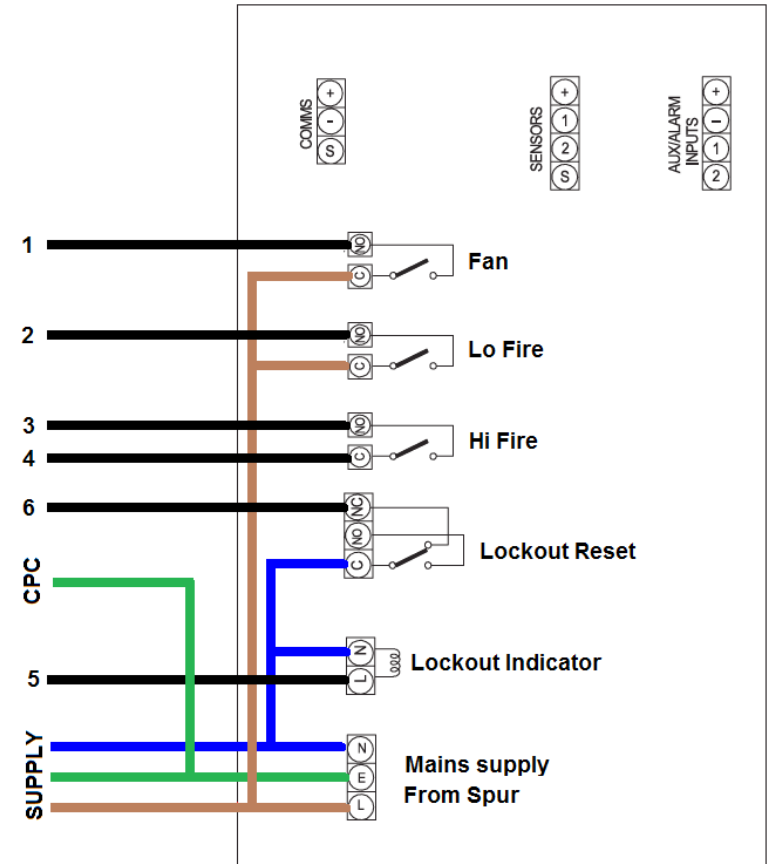 COMMS
+
-
S
SENSORS
+
1
2
S
AUX/ALARM
INPUTS
+
-
1
2
1
NO
C
Fan
2
NO
C
Lo Fire
3
NO
4
C
Hi Fire
6
NC
NO
C
Lockout Reset
CPC
N
5
L
Lockout Indicator
SUPPLY
N
E
L
Mains supply
From Spur